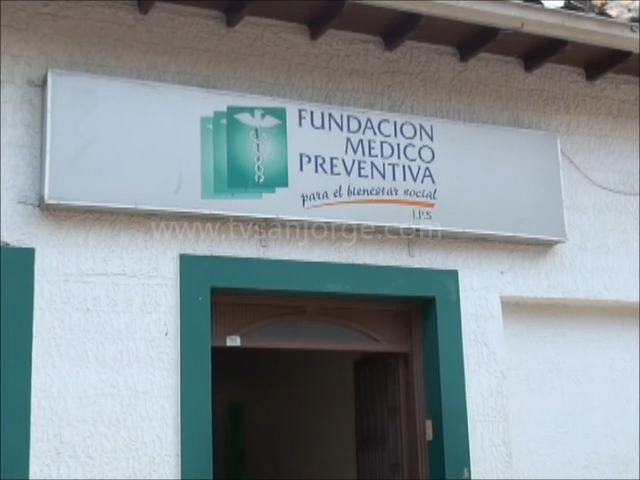 FUNDACION
MEDICO
PREVENTIVA
para el bienestar social
I.P.S
www.tvsanjorge.com